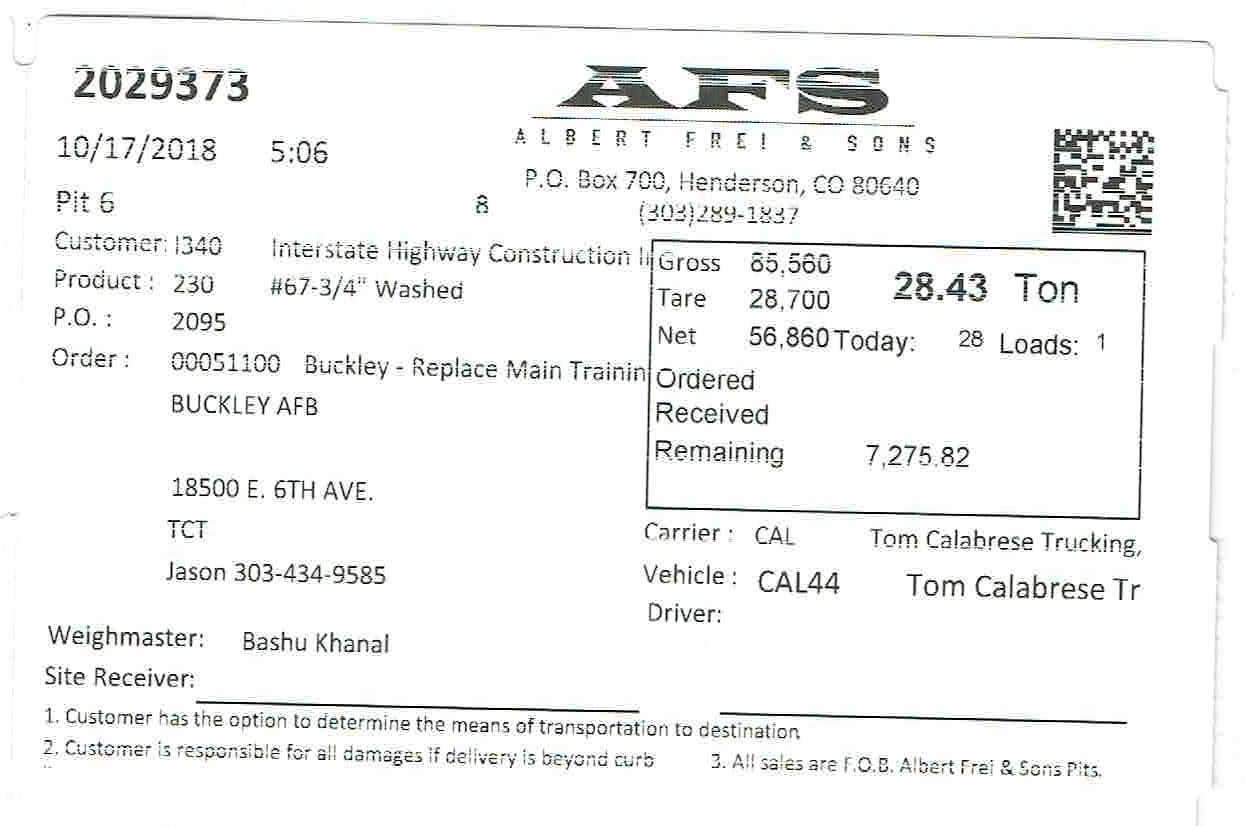 2029373
AFS
ALBERT FREI & SONS
10/17/2018 5:06
P.O. Box 700, Henderson, CO 80640
Pit 6 8 (303)289-1837
Customer: I340 Interstate Highway Construction
Product : 230 #67-3/4" Washed
P.O. : 2095
Order : 00051100 Buckley - Replace Main Trainin
BUCKLEY AFB
18500 E. 6TH AVE.
TCT
Jason 303-434-9585
Gross 85,560 28.43 Ton
Tare 28,700
Net 56,860 Today: 28 Loads: 1
Ordered
Received
Remaining 7,275.82
Carrier : CAL Tom Calabrese Trucking,
Vehicle : CAL44 Tom Calabrese Tr
Driver:
Weighmaster: Bashu Khanal
Site Receiver:
1. Customer has the option to determine the means of transportation to destination
2. Customer is responsible for all damages if delivery is beyond curb 3. All sales are F.O.B. Albert Frei & Sons Pits.